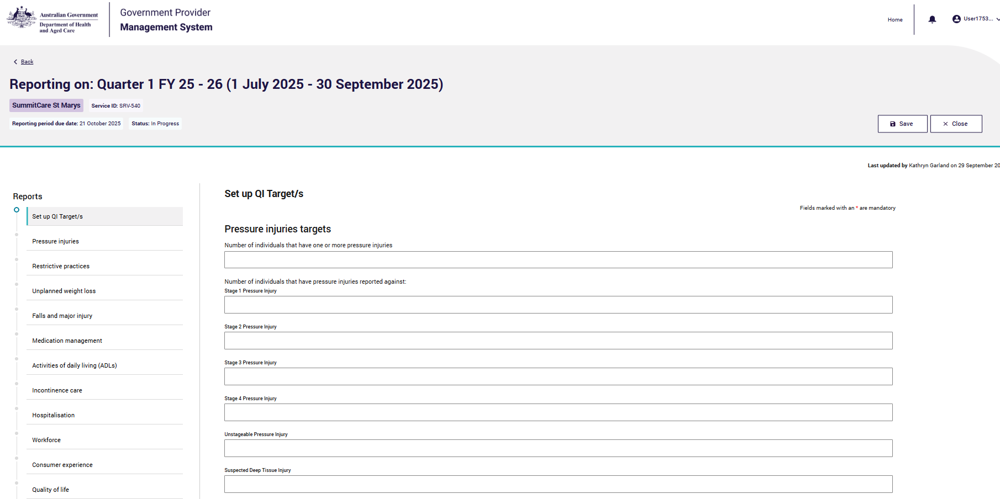 Australian Government
Department of Health
and Aged Care
Government Provider
Management System
Home
User1753...
Back
Reporting on: Quarter 1 FY 25 - 26 (1 July 2025 - 30 September 2025)
SummitCare St Marys
Service ID: SRV-540
Reporting period due date: 21 October 2025
Status: In Progress
Save
Close
Last updated by Kathryn Garland on 29 September 20
Reports
Set up QI Target/s
Pressure injuries
Restrictive practices
Unplanned weight loss
Falls and major injury
Medication management
Activities of daily living (ADLs)
Incontinence care
Hospitalisation
Workforce
Consumer experience
Quality of life
Set up QI Target/s
Fields marked with an * are mandatory
Pressure injuries targets
Number of individuals that have one or more pressure injuries
Number of individuals that have pressure injuries reported against:
Stage 1 Pressure Injury
Stage 2 Pressure Injury
Stage 3 Pressure Injury
Stage 4 Pressure Injury
Unstageable Pressure Injury
Suspected Deep Tissue Injury